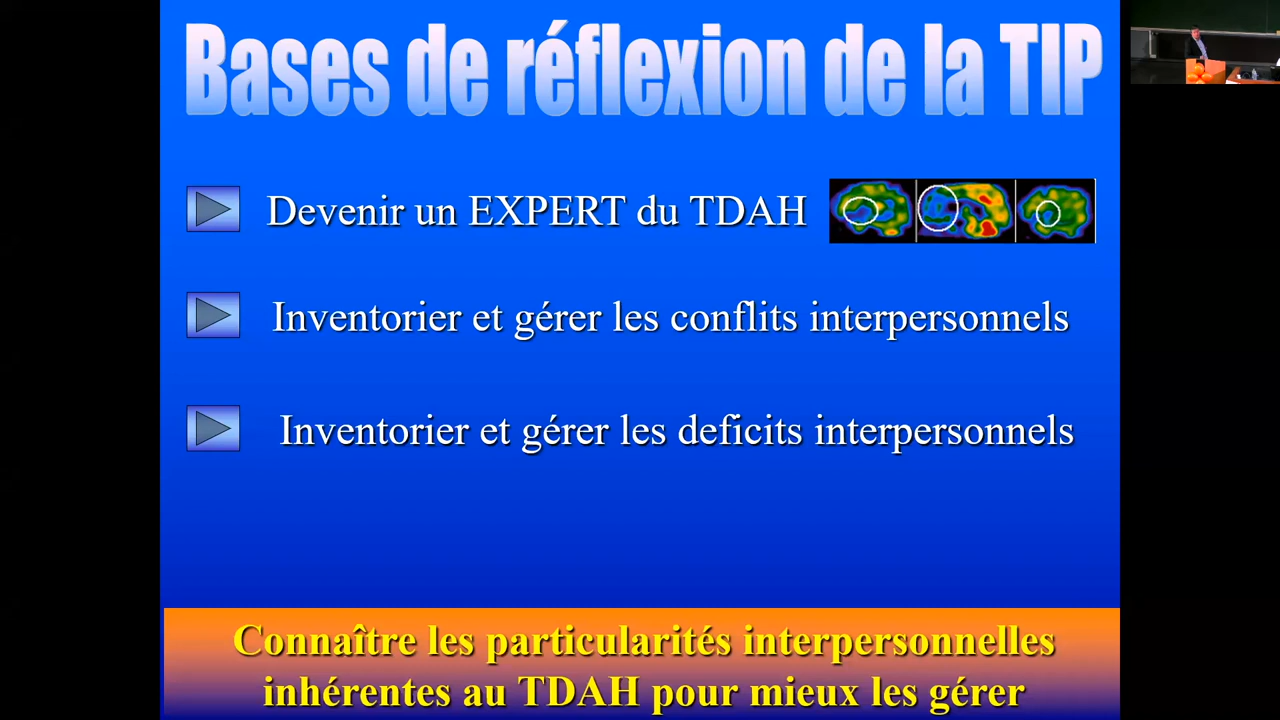 Bases de réflexion de la TIP
Devenir un EXPERT du TDAH
Inventorier et gérer les conflits interpersonnels
Inventorier et gérer les deficits interpersonnels
Connaître les particularités interpersonnelles
inhérentes au TDAH pour mieux les gérer